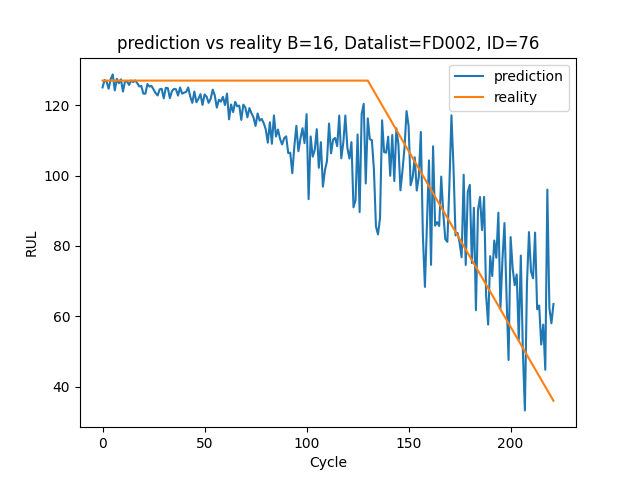 prediction vs reality B=16, Datalist=FD002, ID=76
prediction
reality
RUL
120
100
80
60
40
0 50 100 150 200
Cycle